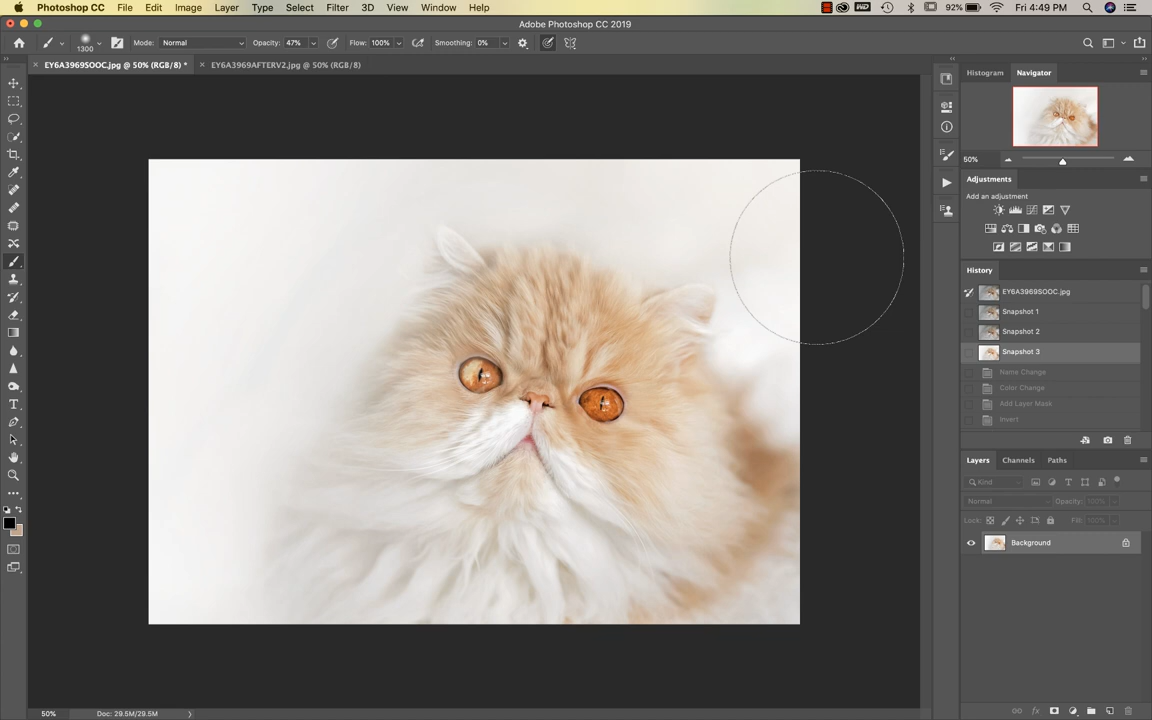 Photoshop CC File Edit Image Layer Type Select Filter 3D View Window Help 92% Fri 4:49 PM
Adobe Photoshop CC 2019
1300 Mode: Normal Opacity: 47% Flow: 100% Smoothing: 0%
EY6A3969SOOC.jpg @ 50% (RGB/8) * EY6A3969AFTERV2.jpg @ 50% (RGB/8)
Histogram Navigator
50%
Adjustments
Add an adjustment
History
EY6A3969SOOC.jpg
Snapshot 1
Snapshot 2
Snapshot 3
Name Change
Color Change
Add Layer Mask
Invert
Layers Channels Paths
Kind
Normal Opacity: 100%
Lock: Fill: 100%
Background
50% Doc: 29.5M/29.5M